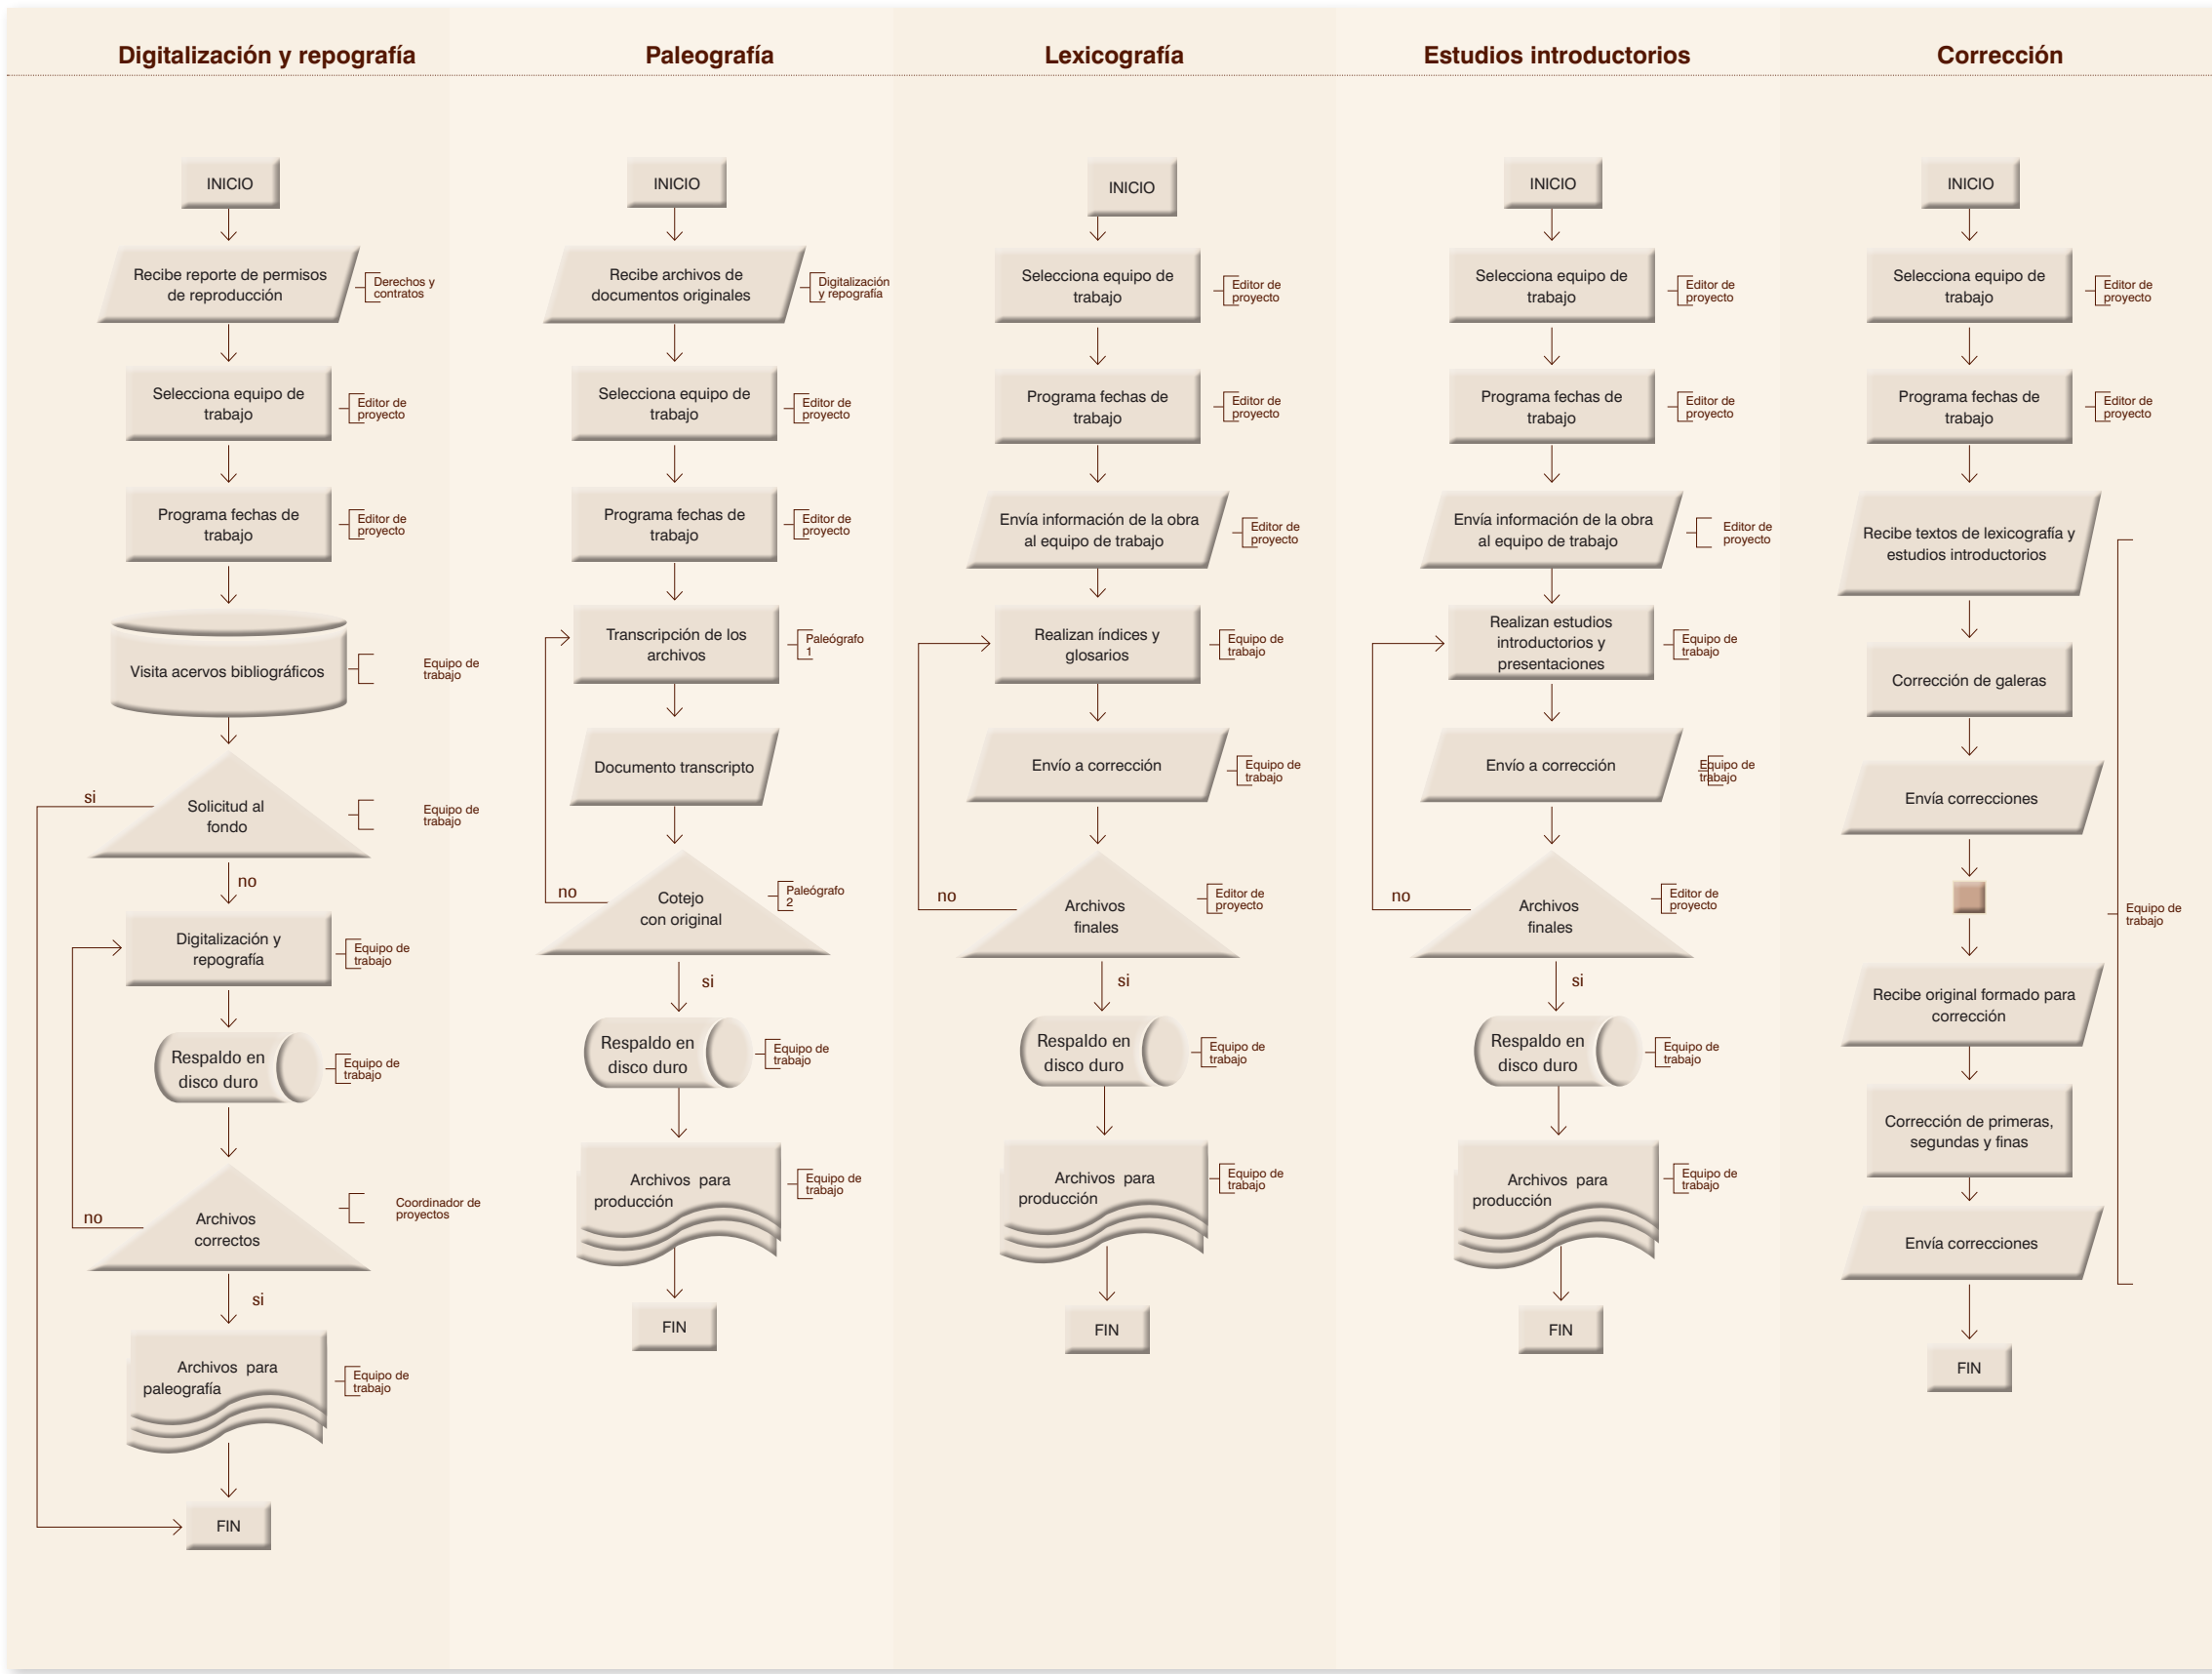 Digitalización y repografía
INICIO
Recibe reporte de permisos
de reproducción
Derechos y
contratos
Selecciona equipo de
trabajo
Editor de
proyecto
Programa fechas de
trabajo
Editor de
proyecto
Visita acervos bibliográficos
Equipo de
trabajo
si
Solicitud al
fondo
Equipo de
trabajo
no
Digitalización y
repografía
Equipo de
trabajo
Respaldo en
disco duro
Equipo de
trabajo
Archivos
correctos
Coordinador de
proyectos
no
si
Archivos para
paleografía
Equipo de
trabajo
FIN
Paleografía
INICIO
Recibe archivos de
documentos originales
Digitalización
y repografía
Selecciona equipo de
trabajo
Editor de
proyecto
Programa fechas de
trabajo
Editor de
proyecto
Transcripción de los
archivos
Paleógrafo
1
Documento transcripto
Cotejo
con original
Paleógrafo
2
no
si
Respaldo en
disco duro
Equipo de
trabajo
Archivos para
producción
Equipo de
trabajo
FIN
Lexicografía
INICIO
Selecciona equipo de
trabajo
Editor de
proyecto
Programa fechas de
trabajo
Editor de
proyecto
Envía información de la obra
al equipo de trabajo
Editor de
proyecto
Realizan índices y
glosarios
Equipo de
trabajo
Envío a corrección
Equipo de
trabajo
Archivos
finales
Editor de
proyecto
no
si
Respaldo en
disco duro
Equipo de
trabajo
Archivos para
producción
Equipo de
trabajo
FIN
Estudios introductorios
INICIO
Selecciona equipo de
trabajo
Editor de
proyecto
Programa fechas de
trabajo
Editor de
proyecto
Envía información de la obra
al equipo de trabajo
Editor de
proyecto
Realizan estudios
introductorios y
presentaciones
Equipo de
trabajo
Envío a corrección
Equipo de
trabajo
Archivos
finales
Editor de
proyecto
no
si
Respaldo en
disco duro
Equipo de
trabajo
Archivos para
producción
Equipo de
trabajo
FIN
Corrección
INICIO
Selecciona equipo de
trabajo
Editor de
proyecto
Programa fechas de
trabajo
Editor de
proyecto
Recibe textos de lexicografía y
estudios introductorios
Corrección de galeras
Envía correcciones
Equipo de
trabajo
Recibe original formado para
corrección
Corrección de primeras,
segundas y finas
Envía correcciones
FIN